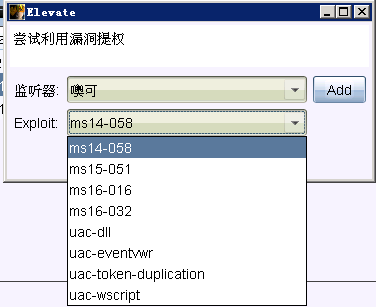 Elevate
尝试利用漏洞提权
监听器: 噢可 Add
Exploit: ms14-058
ms14-058
ms15-051
ms16-016
ms16-032
uac-dll
uac-eventvwr
uac-token-duplication
uac-wscript